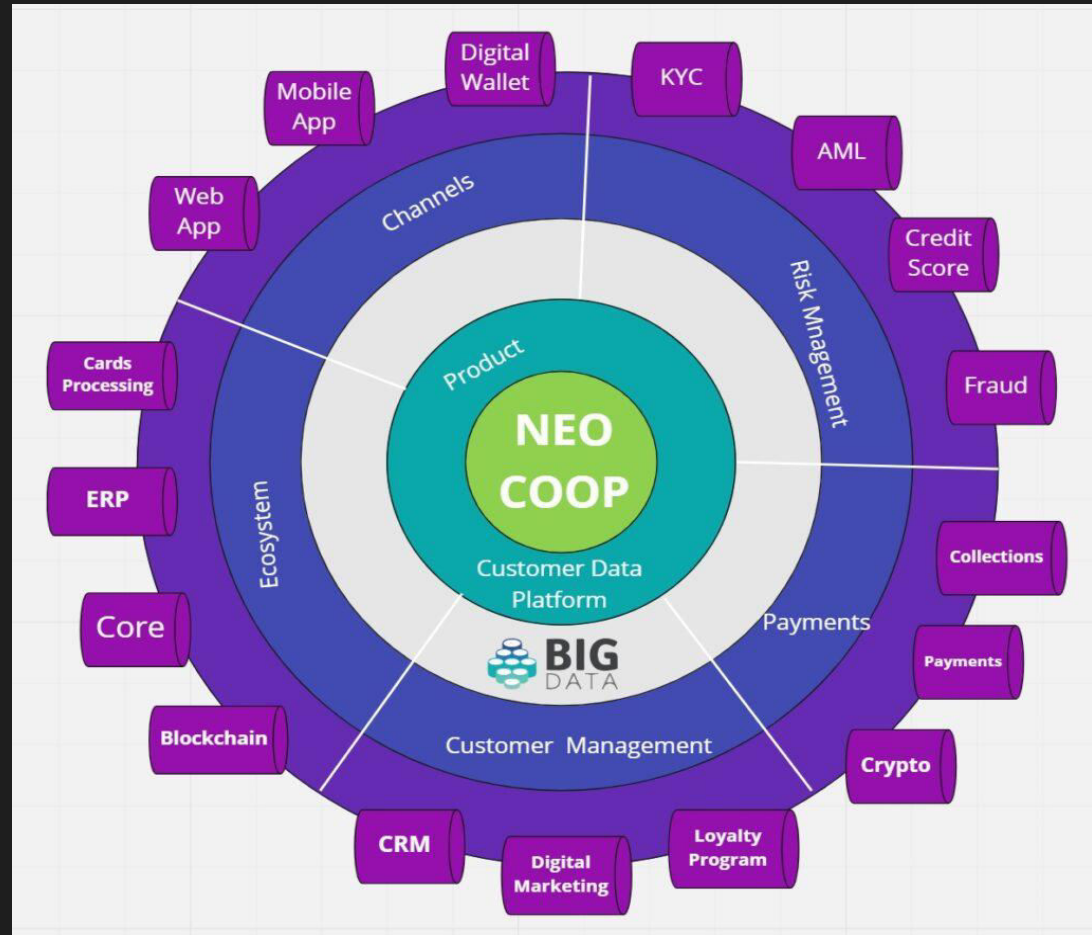 Digital
Wallet
KYC
Mobile
App
AML
Web
App
Channels
Credit
Score
Risk Mnagement
Cards
Processing
Product
Fraud
NEO
COOP
ERP
Ecosystem
Customer Data
Platform
Collections
Core
Payments
BIG
DATA
Payments
Blockchain
Customer Management
Crypto
CRM
Digital
Marketing
Loyalty
Program